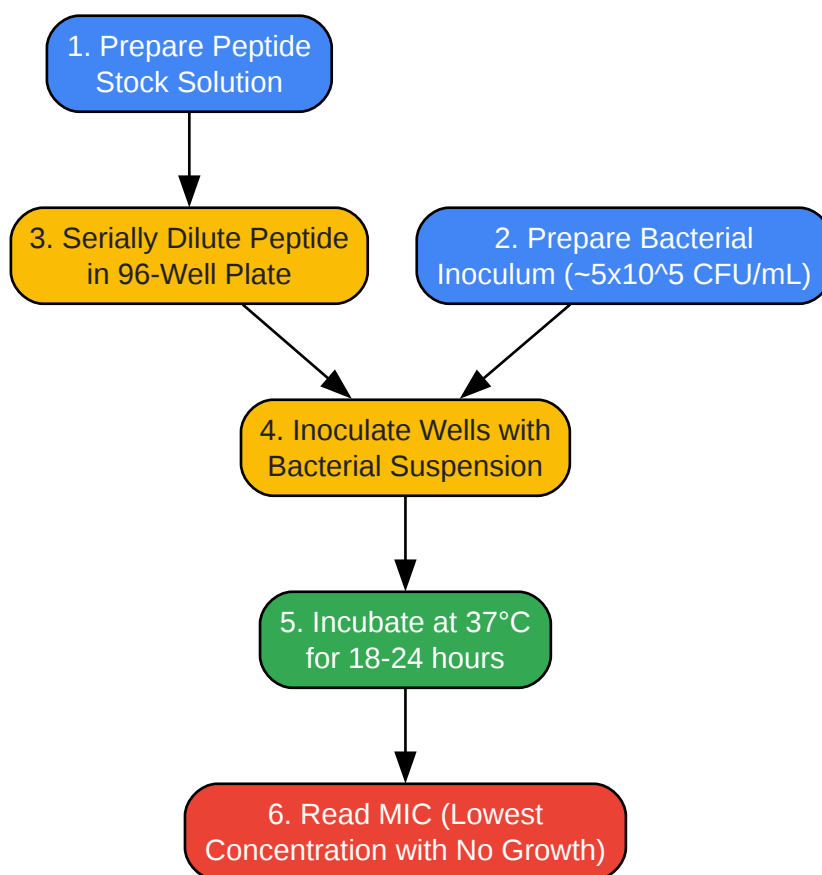 1. Prepare Peptide
Stock Solution
3. Serially Dilute Peptide
in 96-Well Plate
2. Prepare Bacterial
Inoculum (~5x10^5 CFU/mL)
4. Inoculate Wells with
Bacterial Suspension
5. Incubate at 37°C
for 18-24 hours
6. Read MIC (Lowest
Concentration with No Growth)